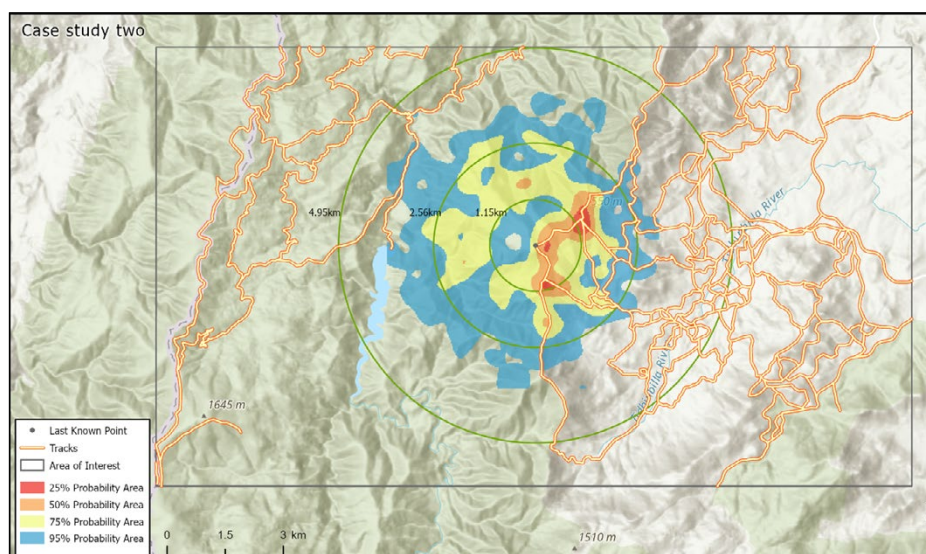 Case study two
4.95km
2.56km
1.15km
River
1645 m
Last Known Point
Tracks
Area of Interest
25% Probability Area
50% Probability Area
75% Probability Area
95% Probability Area
0 1.5 3 km
1510 m